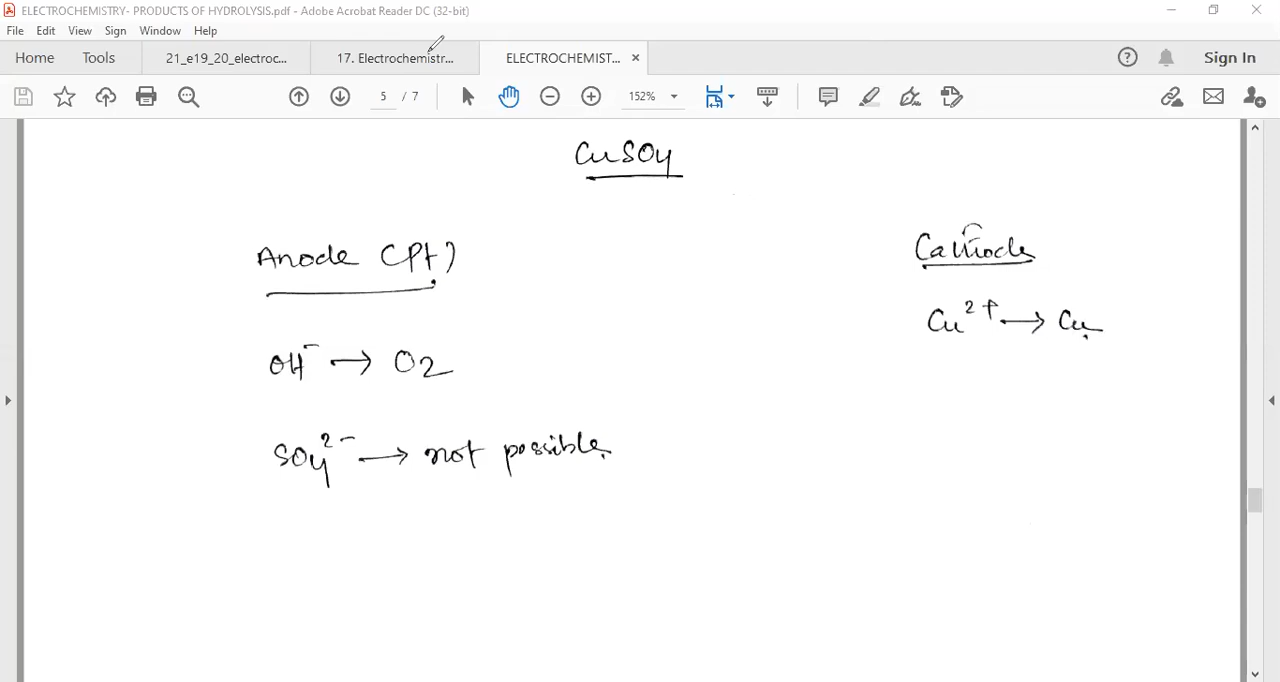 ELECTROCHEMISTRY- PRODUCTS OF HYDROLYSIS.pdf - Adobe Acrobat Reader DC (32-bit)
File Edit View Sign Window Help
Home Tools 21_e19_20_electroc... 17. Electrochemistr... ELECTROCHEMIST... × Sign In
5 / 7 152%
CuSO4
Anode (Pt) Cathode
Cu²⁺ → Cu
OH⁻ → O2
SO4²⁻ → not possible